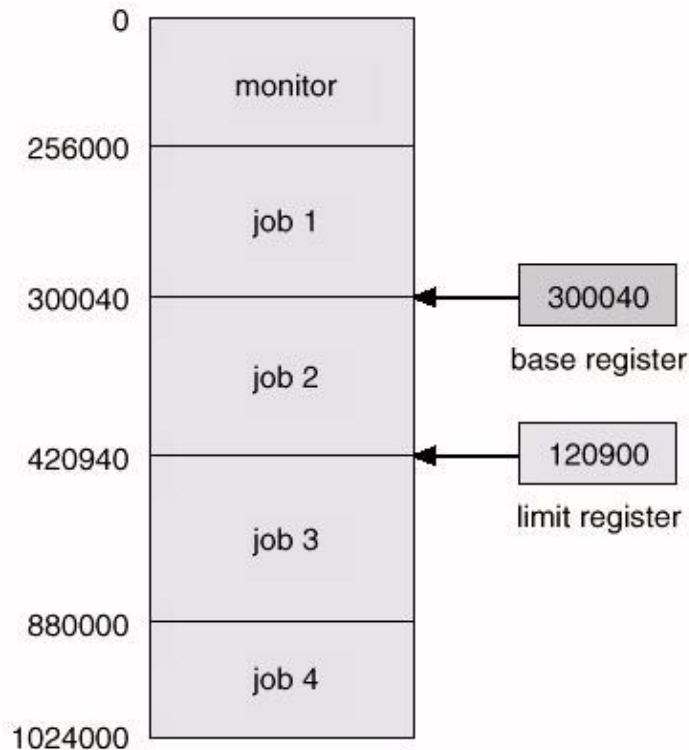 0
monitor
256000
job 1
300040
300040
base register
job 2
420940
120900
limit register
job 3
880000
job 4
1024000